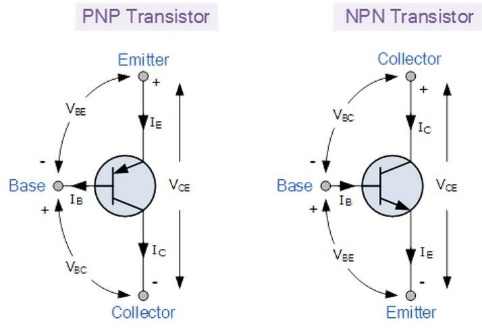 PNP Transistor
NPN Transistor
Emitter
+
VBE
IE
-
Base
IB
VCE
+
VBC
IC
-
Collector
Collector
+
VBC
IC
-
Base
IB
VCE
+
VBE
IE
-
Emitter